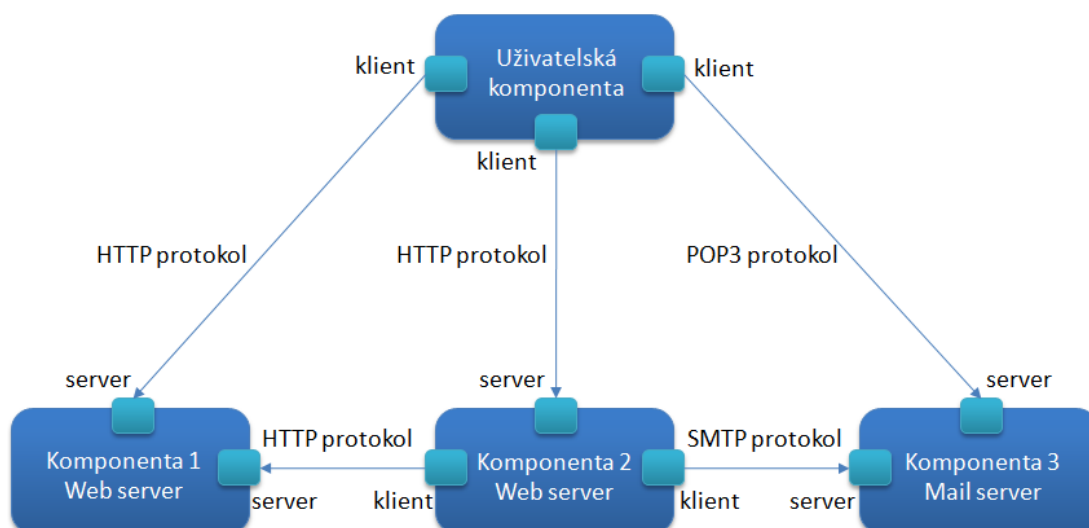 Uživatelská
komponenta
klient
klient
klient
HTTP protokol
HTTP protokol
POP3 protokol
server
server
server
Komponenta 1
Web server
HTTP protokol
server
klient
Komponenta 2
Web server
SMTP protokol
klient
server
Komponenta 3
Mail server